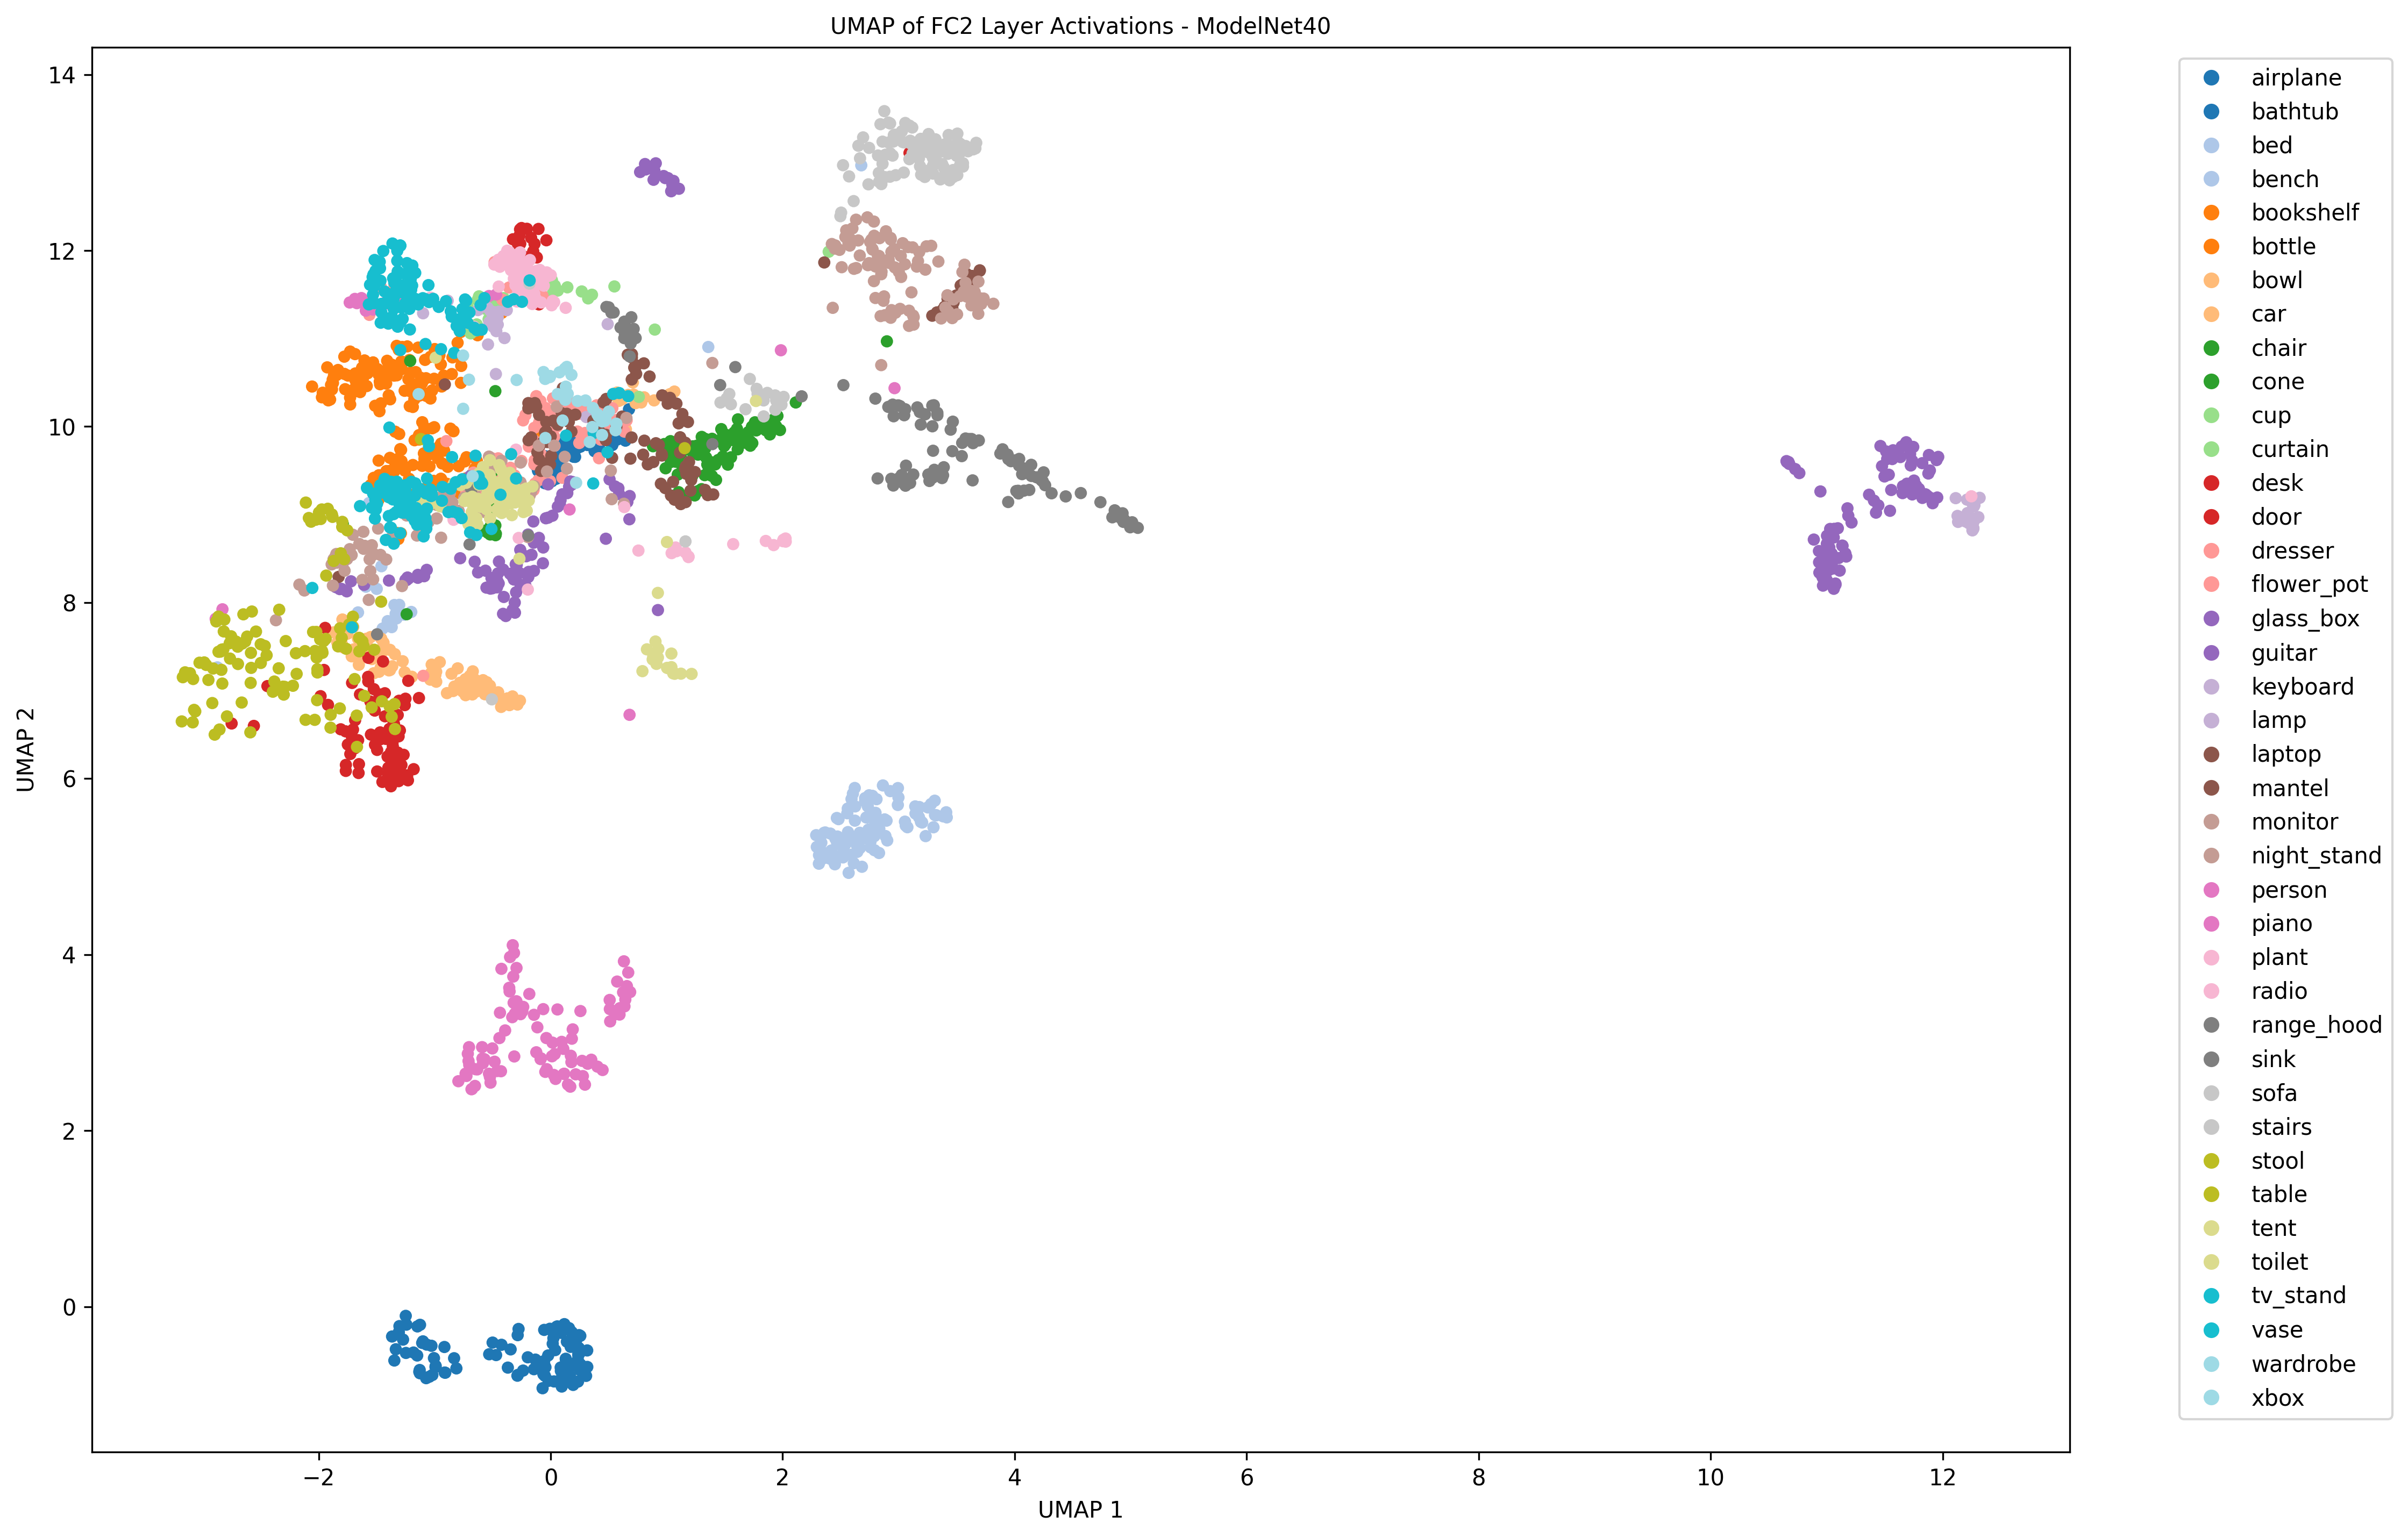 UMAP of FC2 Layer Activations - ModelNet40
14
12
10
8
6
4
2
0
UMAP 2
−2
0
2
4
6
8
10
12
UMAP 1
airplane
bathtub
bed
bench
bookshelf
bottle
bowl
car
chair
cone
cup
curtain
desk
door
dresser
flower_pot
glass_box
guitar
keyboard
lamp
laptop
mantel
monitor
night_stand
person
piano
plant
radio
range_hood
sink
sofa
stairs
stool
table
tent
toilet
tv_stand
vase
wardrobe
xbox